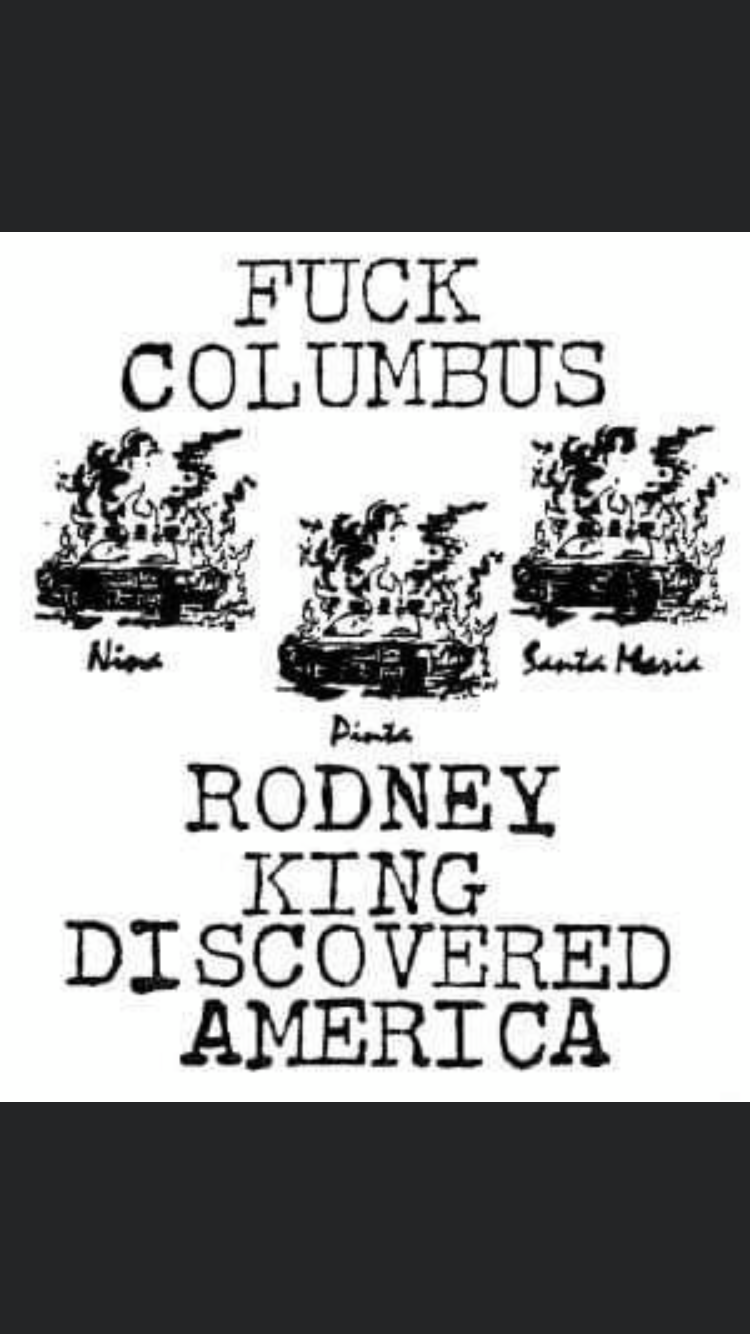 FUCK
COLUMBUS
Nina
Pinta
Santa Maria
RODNEY
KING
DISCOVERED
AMERICA